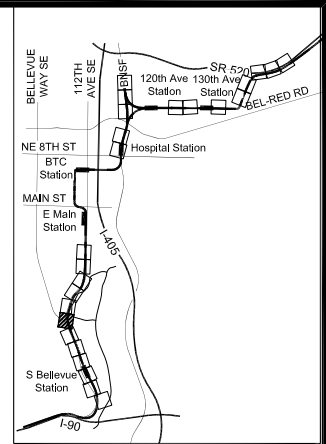 BELLEVUE
WAY SE
112TH
AVE SE
BNSF
SR 520
120th Ave
Station
130th Ave
Station
BEL-RED RD
NE 8TH ST
Hospital Station
BTC
Station
MAIN ST
E Main
Station
I-405
S Bellevue
Station
I-90